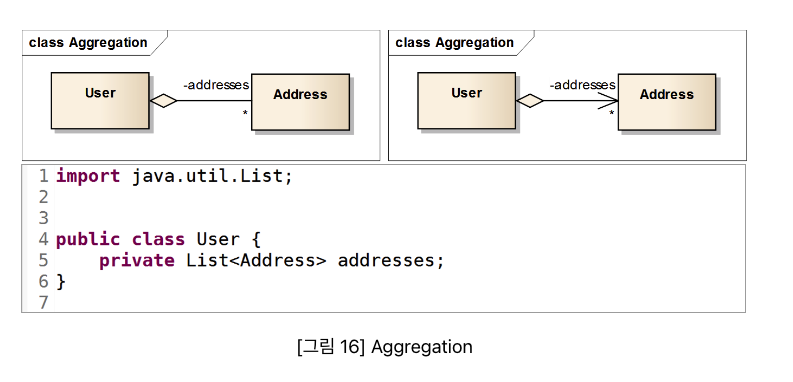 class Aggregation
User
-addresses
*
Address
class Aggregation
User
-addresses
*
Address
1 import java.util.List;
2
3
4 public class User {
5     private List<Address> addresses;
6 }
7
[그림 16] Aggregation